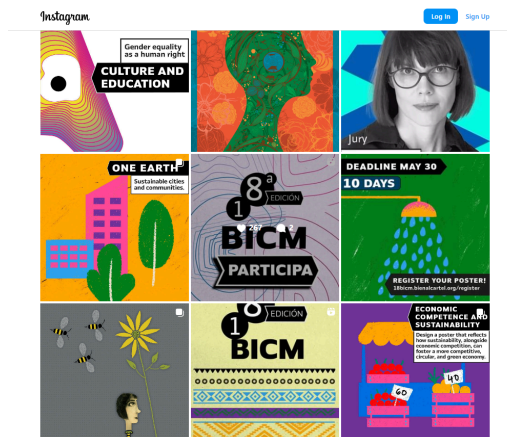 Instagram
Log In
Sign Up
Gender equality
as a human right
CULTURE AND
EDUCATION
Jury
ONE EARTH
Sustainable cities
and communities.
18ª
EDICIÓN
267
2
BICM
PARTICIPA
DEADLINE MAY 30
10 DAYS
REGISTER YOUR POSTER!
18bicm.bienalcartel.org/register
18
EDICIÓN
BICM
ECONOMIC
COMPETENCE AND
SUSTAINABILITY
Design a poster that reflects
how sustainability, alongside
economic competition, can
foster a more competitive,
circular, and green economy.
60
40